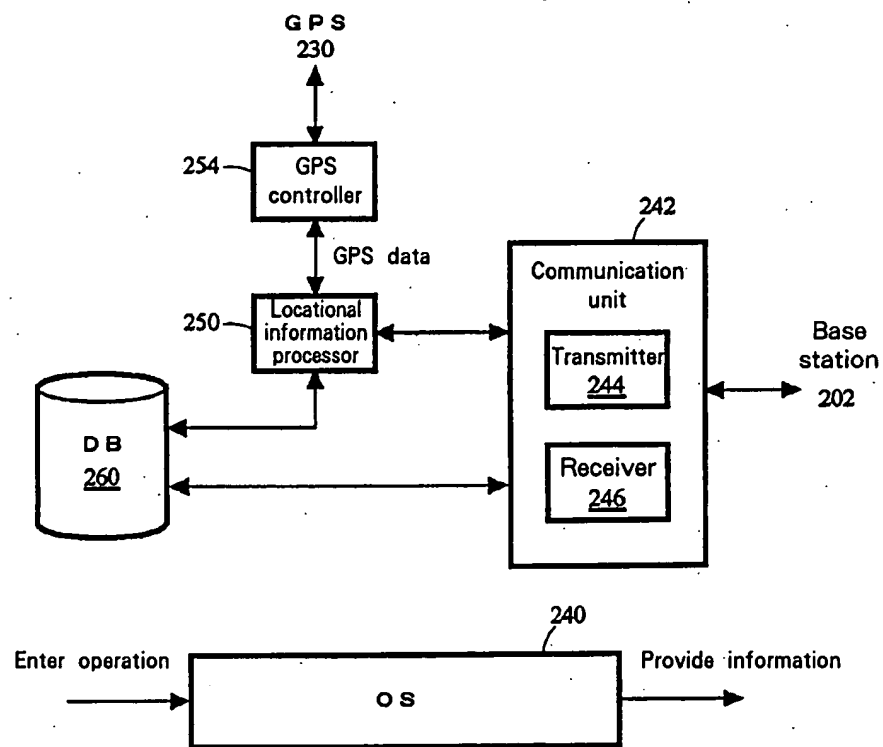 GPS
230
254
GPS
controller
GPS data
242
Communication
unit
250
Locational
information
processor
Transmitter
244
Base
station
202
DB
260
Receiver
246
240
Enter operation
OS
Provide information